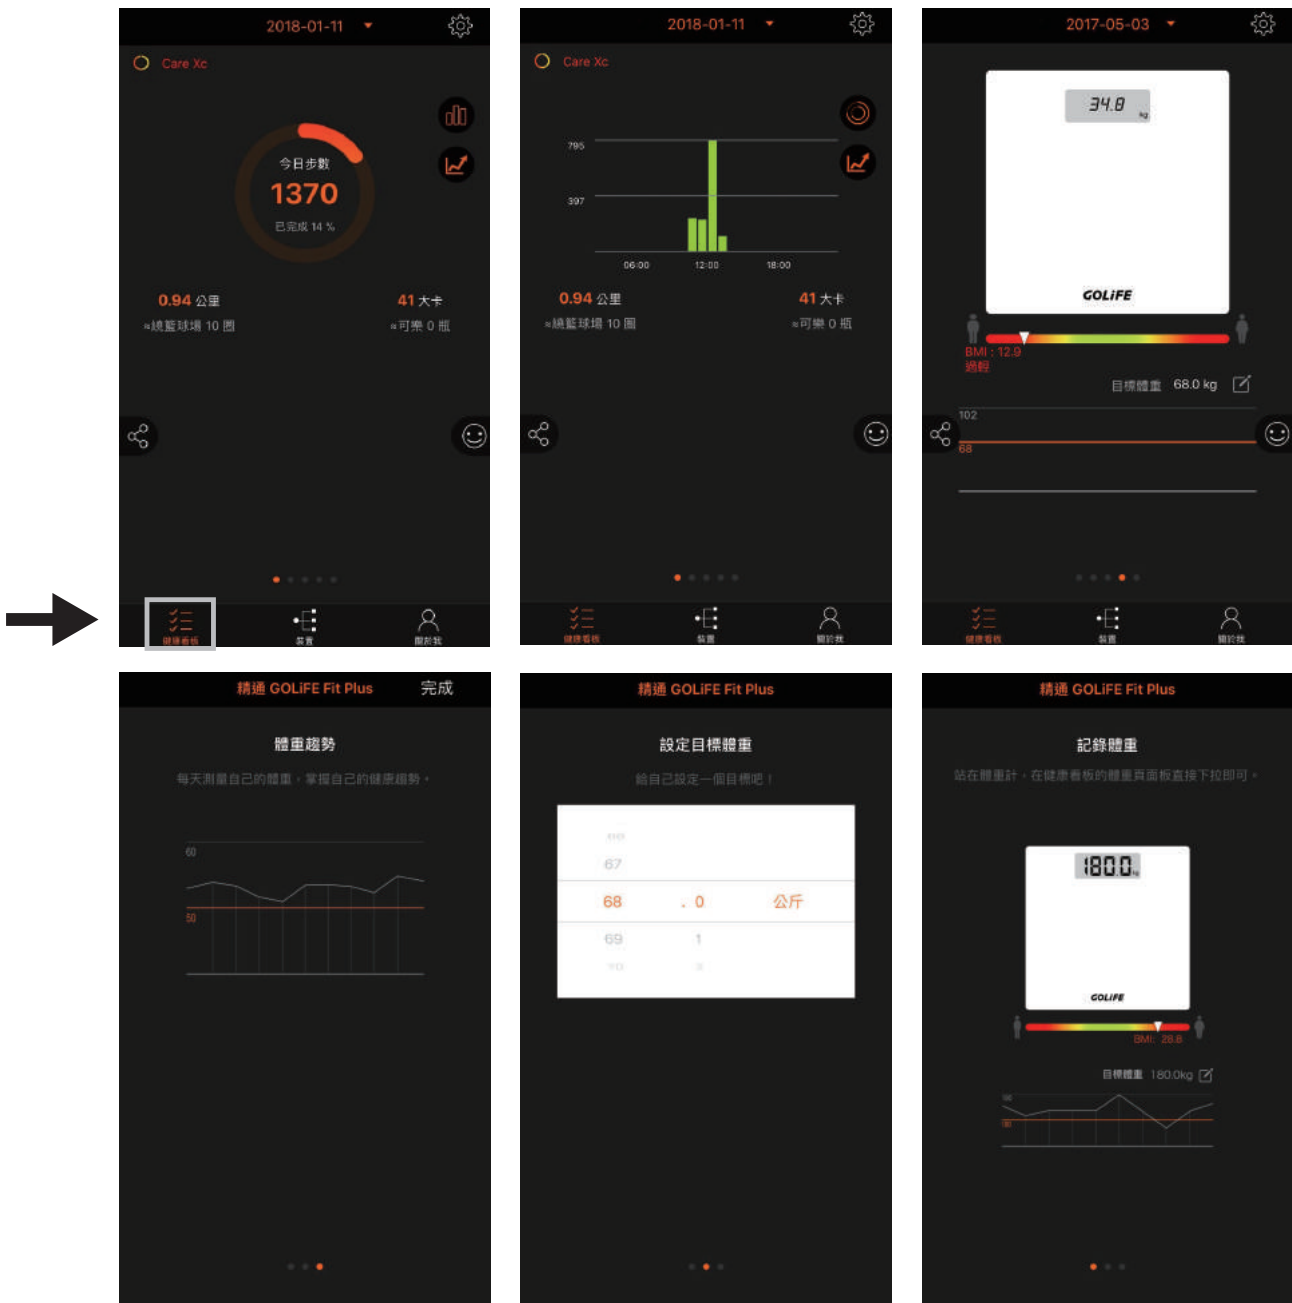 2018-01-11
Care Xc
今日步數
1370
已完成 14 %
0.94 公里
41 大卡
≈繞籃球場 10 圈
≈可樂 0 瓶
健康看板
裝置
關於我
2018-01-11
Care Xc
795
397
06:00
12:00
18:00
0.94 公里
41 大卡
≈繞籃球場 10 圈
≈可樂 0 瓶
健康看板
裝置
關於我
2017-05-03
34.8
kg
GOLiFE
BMI : 12.9
過輕
目標體重 68.0 kg
102
68
健康看板
裝置
關於我
精通 GOLiFE Fit Plus
完成
體重趨勢
每天測量自己的體重，掌握自己的健康趨勢。
60
50
精通 GOLiFE Fit Plus
設定目標體重
給自己設定一個目標吧！
67
68 . 0 公斤
69 1
70
精通 GOLiFE Fit Plus
記錄體重
站在體重計，在健康看板的體重頁面板直接下拉即可。
180.0
GOLiFE
BMI: 28.8
目標體重 180.0kg